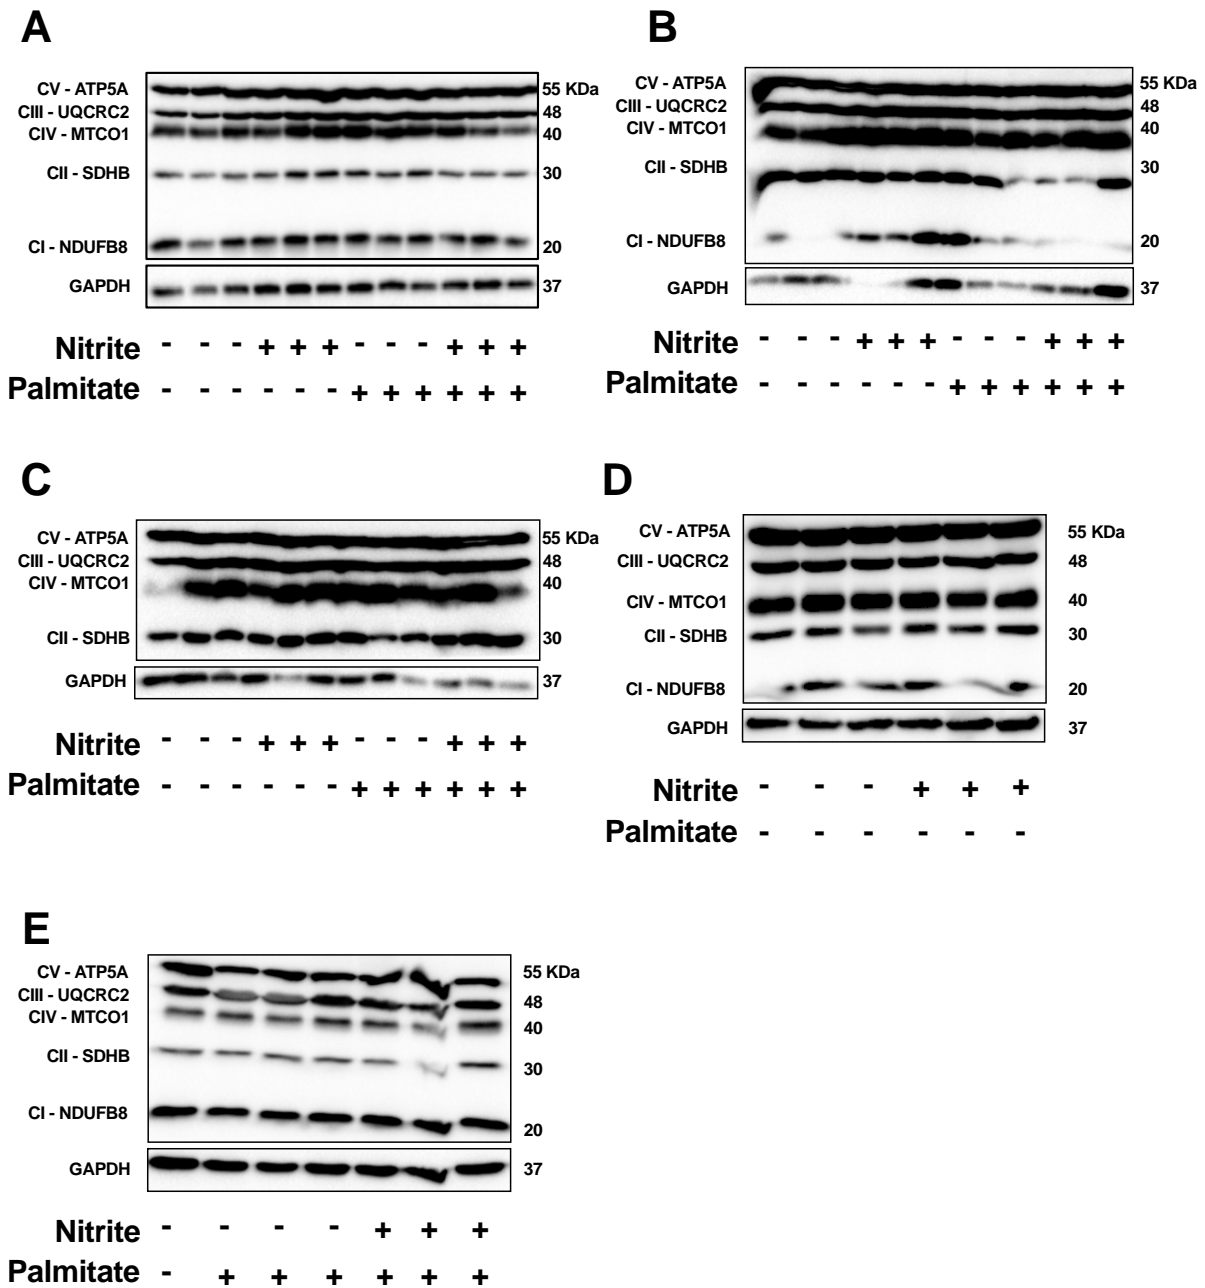 A
CV - ATP5A 55 KDa
CIII - UQCRC2 48
CIV - MTCO1 40
CII - SDHB 30
CI - NDUFB8 20
GAPDH 37
Nitrite - - - + + + - - - + + +
Palmitate - - - - - - + + + + + +
B
CV - ATP5A 55 KDa
CIII - UQCRC2 48
CIV - MTCO1 40
CII - SDHB 30
CI - NDUFB8 20
GAPDH 37
Nitrite - - - + + + - - - + + +
Palmitate - - - - - - + + + + + +
C
CV - ATP5A 55 KDa
CIII - UQCRC2 48
CIV - MTCO1 40
CII - SDHB 30
GAPDH 37
Nitrite - - - + + + - - - + + +
Palmitate - - - - - - + + + + + +
D
CV - ATP5A 55 KDa
CIII - UQCRC2 48
CIV - MTCO1 40
CII - SDHB 30
CI - NDUFB8 20
GAPDH 37
Nitrite - - - + + +
Palmitate - - - - - -
E
CV - ATP5A 55 KDa
CIII - UQCRC2 48
CIV - MTCO1 40
CII - SDHB 30
CI - NDUFB8 20
GAPDH 37
Nitrite - - - - + + +
Palmitate - + + + + + +